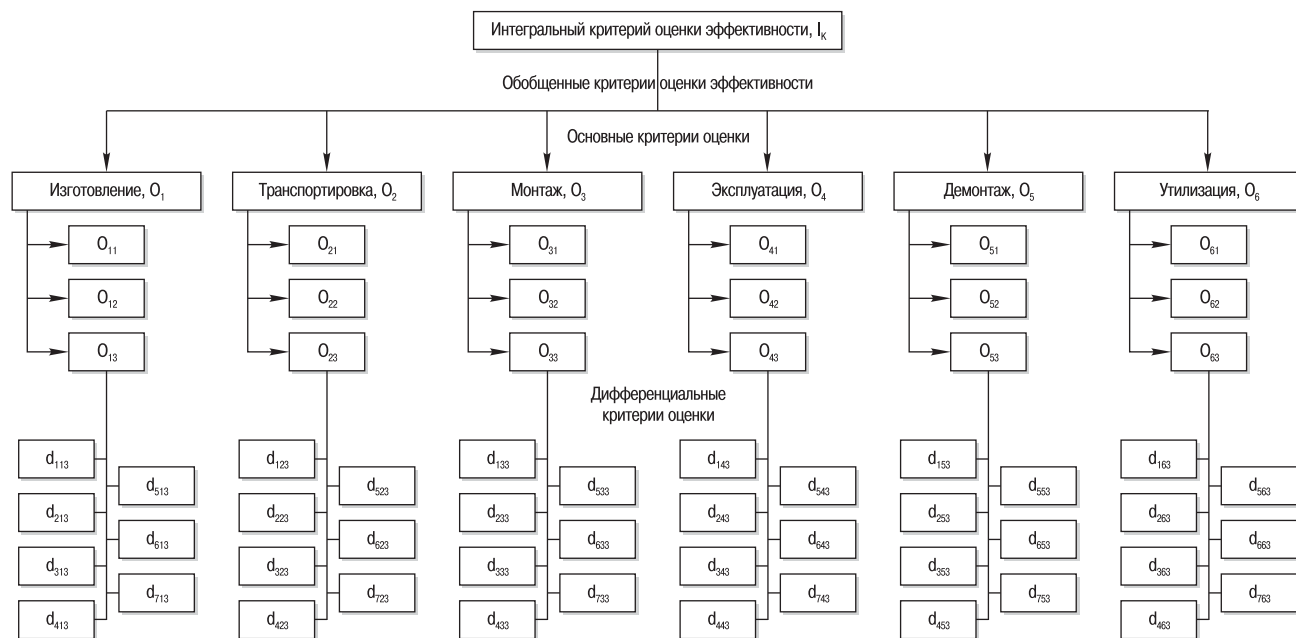 Интегральный критерий оценки эффективности, Iк
Обобщенные критерии оценки эффективности
Основные критерии оценки
Изготовление, O1
Транспортировка, O2
Монтаж, O3
Эксплуатация, O4
Демонтаж, O5
Утилизация, O6
O11
O21
O31
O41
O51
O61
O12
O22
O32
O42
O52
O62
O13
O23
O33
O43
O53
O63
Дифференциальные
критерии оценки
d113
d123
d133
d143
d153
d163
d513
d523
d533
d543
d553
d563
d213
d223
d233
d243
d253
d263
d613
d623
d633
d643
d653
d663
d313
d323
d333
d343
d353
d363
d713
d723
d733
d743
d753
d763
d413
d423
d433
d443
d453
d463